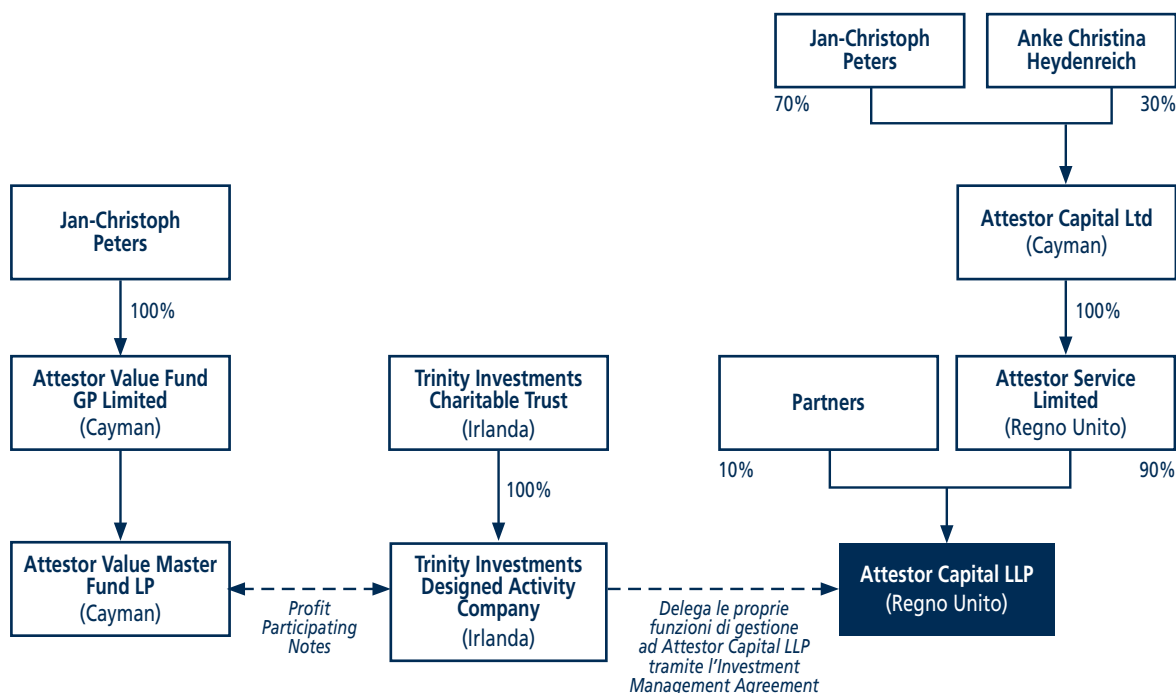 Jan-Christoph
Peters
Anke Christina
Heydenreich
70%
30%
Attestor Capital Ltd
(Cayman)
Jan-Christoph
Peters
100%
100%
Attestor Value Fund
GP Limited
(Cayman)
Trinity Investments
Charitable Trust
(Irlanda)
Partners
Attestor Service
Limited
(Regno Unito)
10%
90%
100%
Attestor Value Master
Fund LP
(Cayman)
Profit
Participating
Notes
Trinity Investments
Designed Activity
Company
(Irlanda)
Delega le proprie
funzioni di gestione
ad Attestor Capital LLP
tramite l'Investment
Management Agreement
Attestor Capital LLP
(Regno Unito)